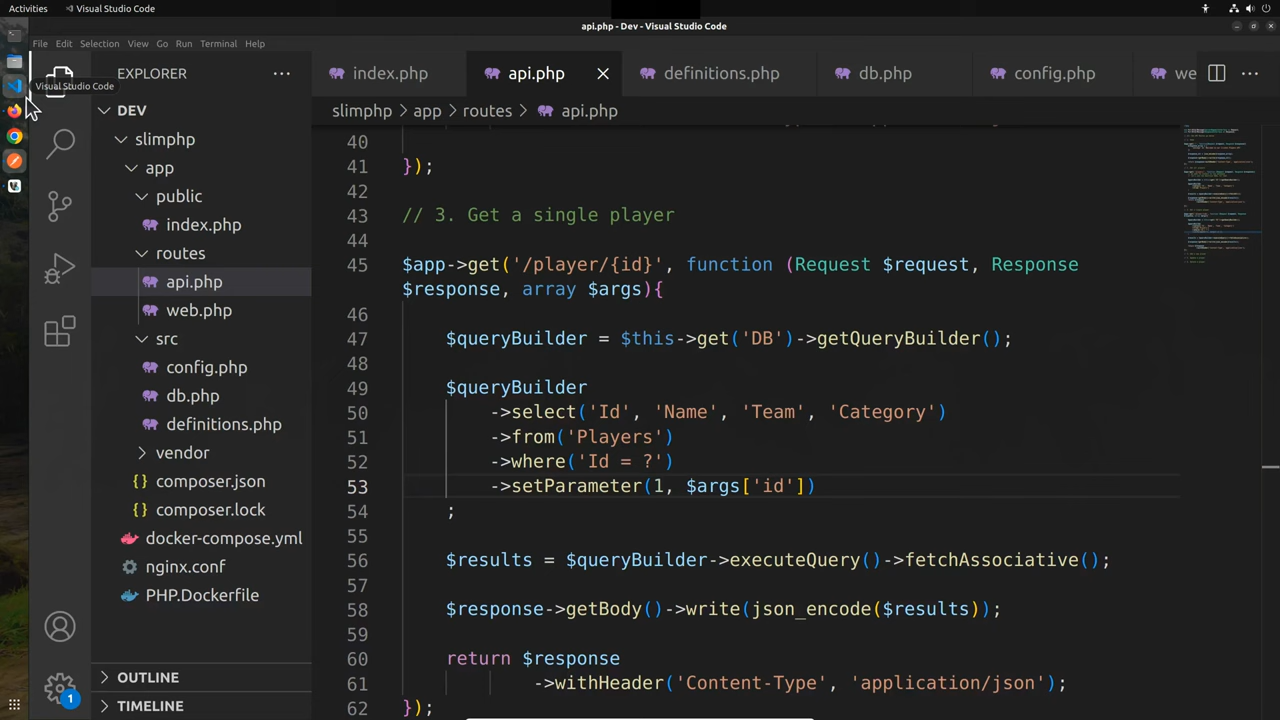 Activities
Visual Studio Code
api.php - Dev - Visual Studio Code
File Edit Selection View Go Run Terminal Help
EXPLORER
index.php
api.php
definitions.php
db.php
config.php
we
Visual Studio Code
slimphp > app > routes > api.php
DEV
slimphp
app
public
index.php
routes
api.php
web.php
src
config.php
db.php
definitions.php
vendor
{} composer.json
{} composer.lock
docker-compose.yml
nginx.conf
PHP.Dockerfile
OUTLINE
TIMELINE
1
40
41 });
42
43 // 3. Get a single player
44
45 $app->get('/player/{id}', function (Request $request, Response
$response, array $args){
46
47 $queryBuilder = $this->get('DB')->getQueryBuilder();
48
49 $queryBuilder
50 ->select('Id', 'Name', 'Team', 'Category')
51 ->from('Players')
52 ->where('Id = ?')
53 ->setParameter(1, $args['id'])
54 ;
55
56 $results = $queryBuilder->executeQuery()->fetchAssociative();
57
58 $response->getBody()->write(json_encode($results));
59
60 return $response
61 ->withHeader('Content-Type', 'application/json');
62 });